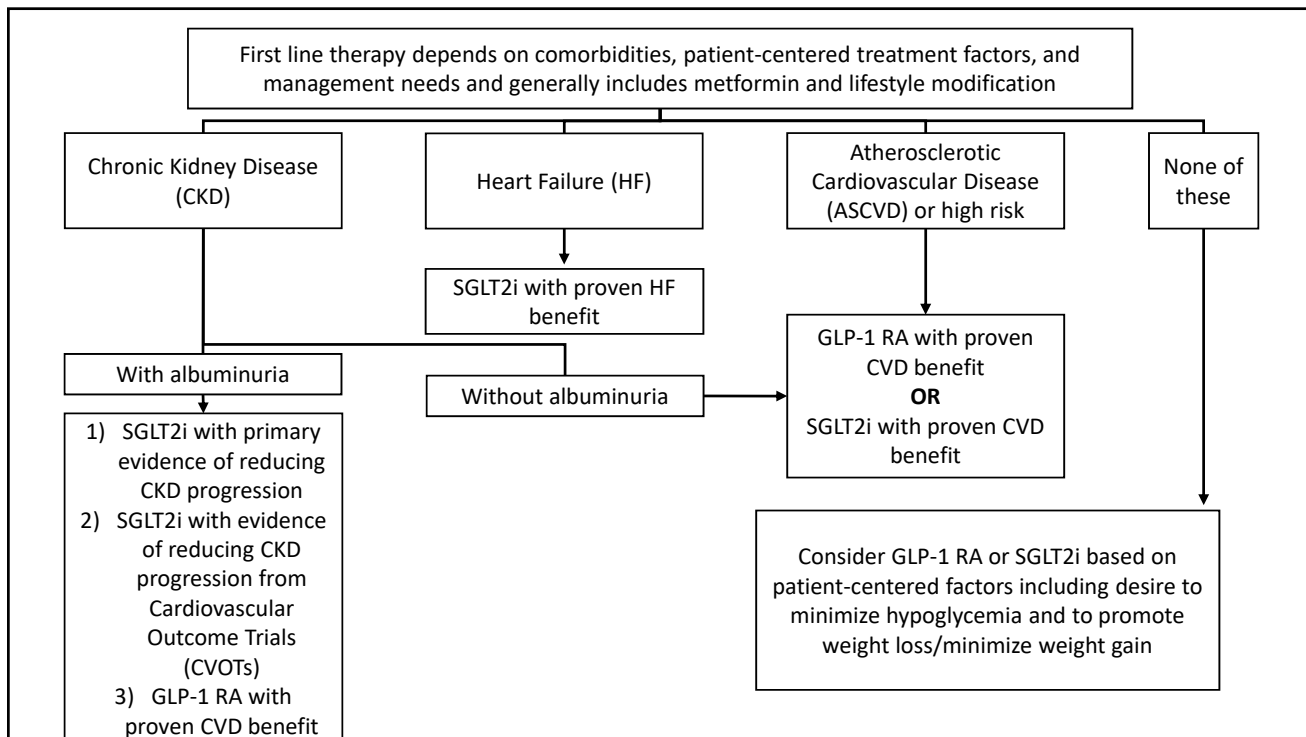 First line therapy depends on comorbidities, patient-centered treatment factors, and
management needs and generally includes metformin and lifestyle modification
Chronic Kidney Disease
(CKD)
Heart Failure (HF)
Atherosclerotic
Cardiovascular Disease
(ASCVD) or high risk
None of
these
SGLT2i with proven HF
benefit
GLP-1 RA with proven
CVD benefit
OR
SGLT2i with proven CVD
benefit
With albuminuria
Without albuminuria
1) SGLT2i with primary
evidence of reducing
CKD progression
2) SGLT2i with evidence
of reducing CKD
progression from
Cardiovascular
Outcome Trials
(CVOTs)
3) GLP-1 RA with
proven CVD benefit
Consider GLP-1 RA or SGLT2i based on
patient-centered factors including desire to
minimize hypoglycemia and to promote
weight loss/minimize weight gain